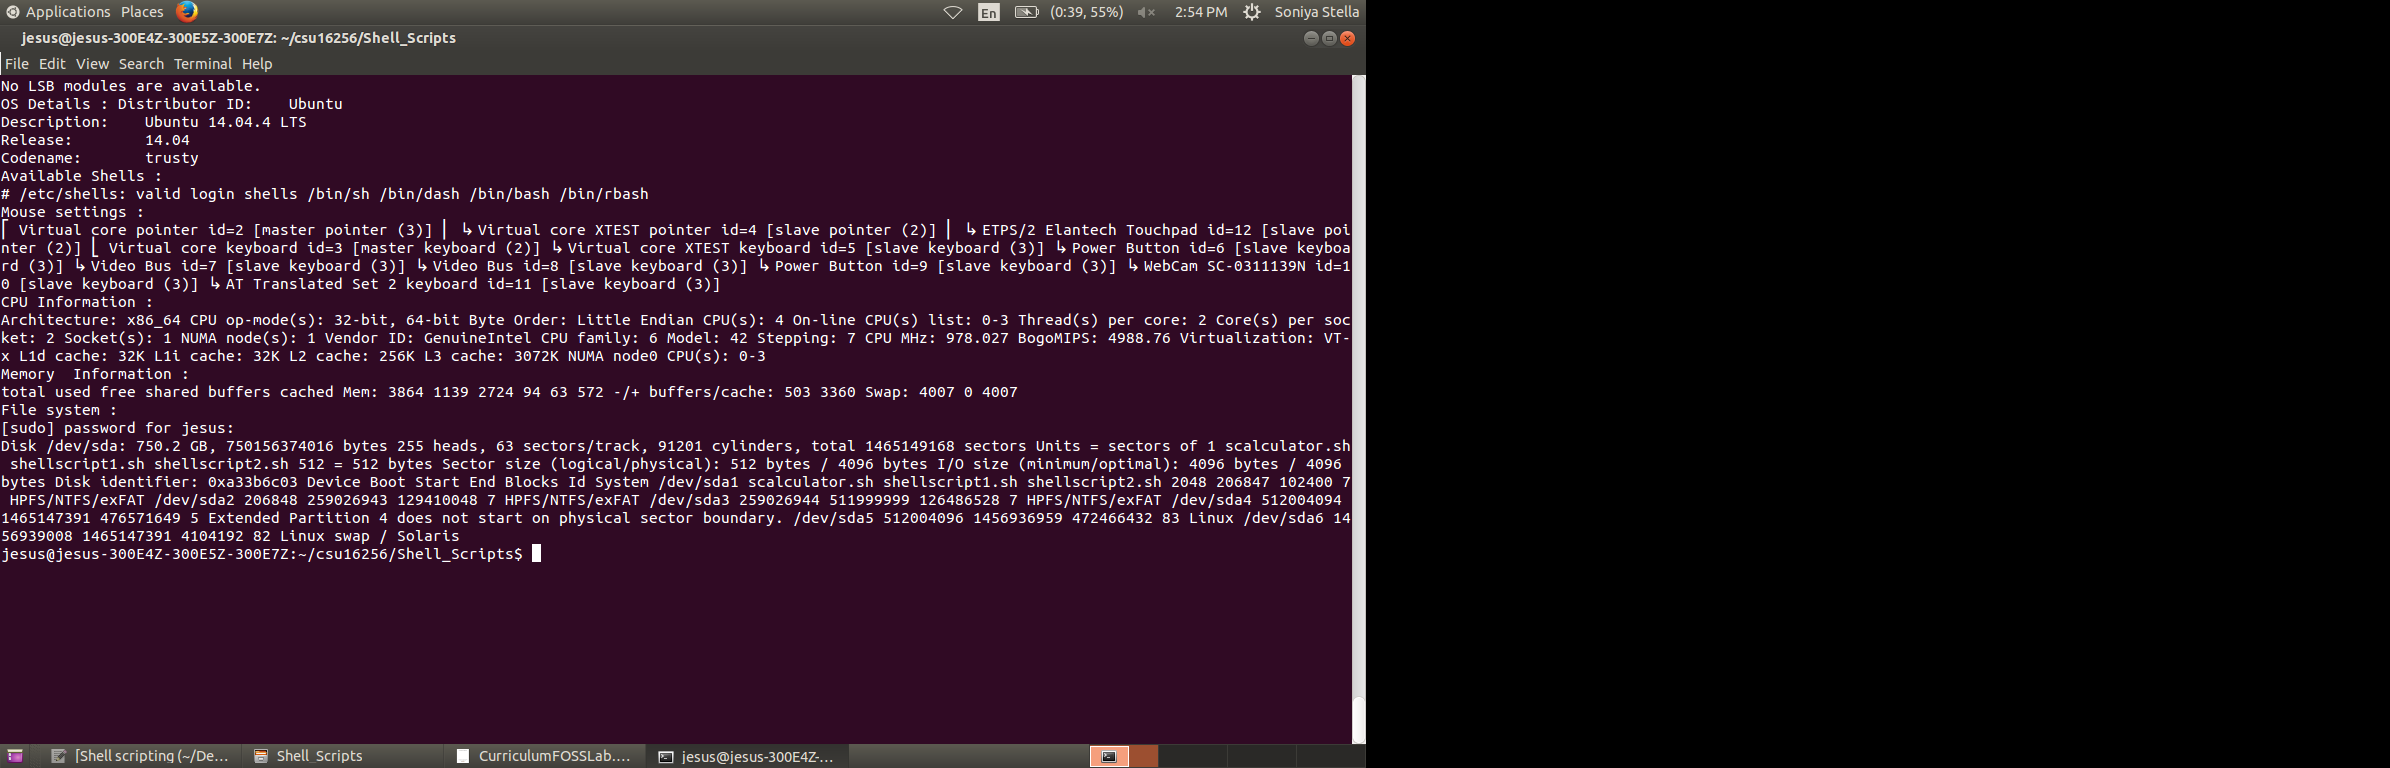 Applications Places En (0:39, 55%) 2:54 PM Soniya Stella
jesus@jesus-300E4Z-300E5Z-300E7Z: ~/csu16256/Shell_Scripts
File Edit View Search Terminal Help
No LSB modules are available.
OS Details : Distributor ID:    Ubuntu
Description:    Ubuntu 14.04.4 LTS
Release:        14.04
Codename:       trusty
Available Shells :
# /etc/shells: valid login shells /bin/sh /bin/dash /bin/bash /bin/rbash
Mouse settings :
⎡ Virtual core pointer id=2 [master pointer (3)] ⎜ ↳ Virtual core XTEST pointer id=4 [slave pointer (2)] ⎜ ↳ ETPS/2 Elantech Touchpad id=12 [slave poi
nter (2)] ⎣ Virtual core keyboard id=3 [master keyboard (2)] ↳ Virtual core XTEST keyboard id=5 [slave keyboard (3)] ↳ Power Button id=6 [slave keyboa
rd (3)] ↳ Video Bus id=7 [slave keyboard (3)] ↳ Video Bus id=8 [slave keyboard (3)] ↳ Power Button id=9 [slave keyboard (3)] ↳ WebCam SC-0311139N id=1
0 [slave keyboard (3)] ↳ AT Translated Set 2 keyboard id=11 [slave keyboard (3)]
CPU Information :
Architecture: x86_64 CPU op-mode(s): 32-bit, 64-bit Byte Order: Little Endian CPU(s): 4 On-line CPU(s) list: 0-3 Thread(s) per core: 2 Core(s) per soc
ket: 2 Socket(s): 1 NUMA node(s): 1 Vendor ID: GenuineIntel CPU family: 6 Model: 42 Stepping: 7 CPU MHz: 978.027 BogoMIPS: 4988.76 Virtualization: VT-
x L1d cache: 32K L1i cache: 32K L2 cache: 256K L3 cache: 3072K NUMA node0 CPU(s): 0-3
Memory  Information :
total used free shared buffers cached Mem: 3864 1139 2724 94 63 572 -/+ buffers/cache: 503 3360 Swap: 4007 0 4007
File system :
[sudo] password for jesus:
Disk /dev/sda: 750.2 GB, 750156374016 bytes 255 heads, 63 sectors/track, 91201 cylinders, total 1465149168 sectors Units = sectors of 1 scalculator.sh
 shellscript1.sh shellscript2.sh 512 = 512 bytes Sector size (logical/physical): 512 bytes / 4096 bytes I/O size (minimum/optimal): 4096 bytes / 4096
bytes Disk identifier: 0xa33b6c03 Device Boot Start End Blocks Id System /dev/sda1 scalculator.sh shellscript1.sh shellscript2.sh 2048 206847 102400 7
 HPFS/NTFS/exFAT /dev/sda2 206848 259026943 129410048 7 HPFS/NTFS/exFAT /dev/sda3 259026944 511999999 126486528 7 HPFS/NTFS/exFAT /dev/sda4 512004094
1465147391 476571649 5 Extended Partition 4 does not start on physical sector boundary. /dev/sda5 512004096 1456936959 472466432 83 Linux /dev/sda6 14
56939008 1465147391 4104192 82 Linux swap / Solaris
jesus@jesus-300E4Z-300E5Z-300E7Z:~/csu16256/Shell_Scripts$
[Shell scripting (~/De... Shell_Scripts CurriculumFOSSLab.... jesus@jesus-300E4Z-...